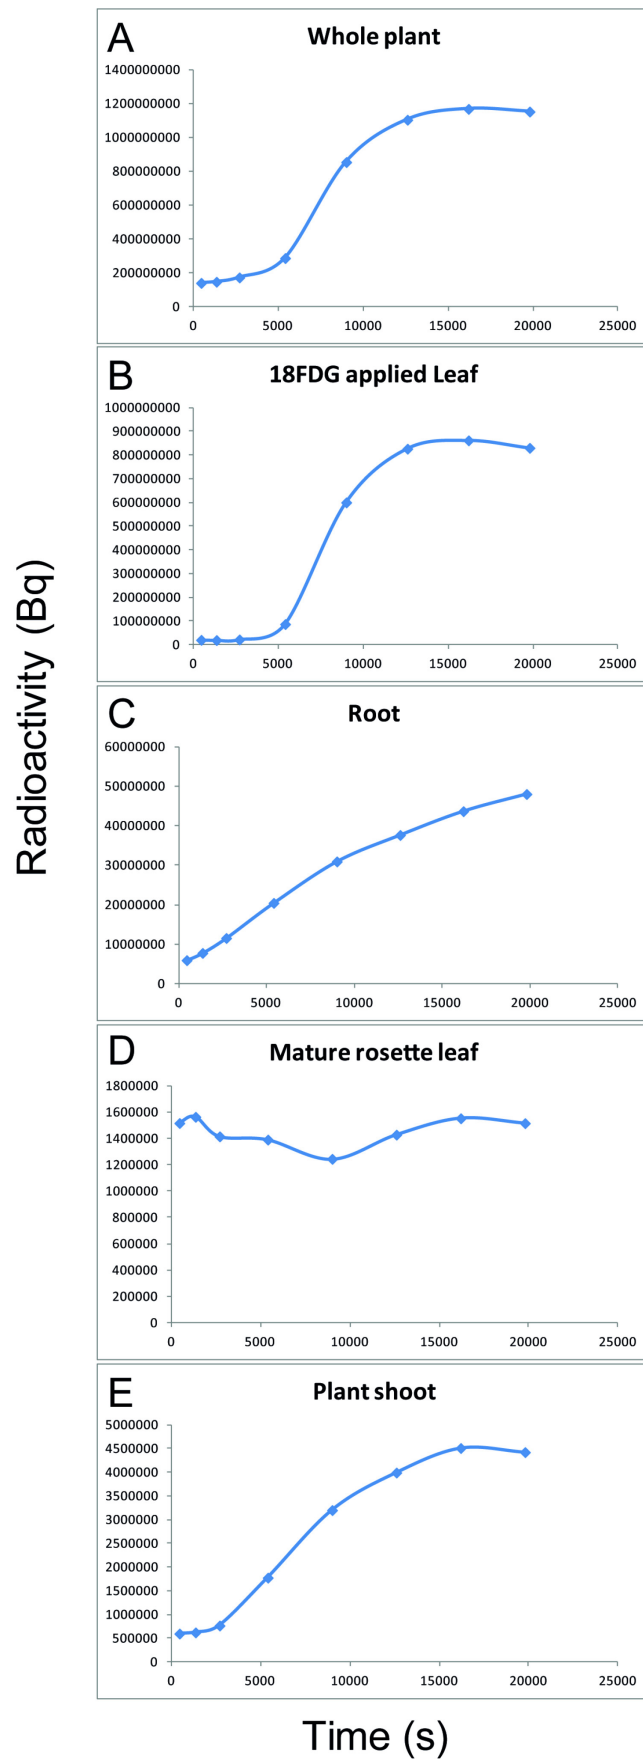 Radioactivity (Bq)
A
Whole plant
1400000000
1200000000
1000000000
800000000
600000000
400000000
200000000
0
0 5000 10000 15000 20000 25000
B
18FDG applied Leaf
1000000000
900000000
800000000
700000000
600000000
500000000
400000000
300000000
200000000
100000000
0
0 5000 10000 15000 20000 25000
C
Root
60000000
50000000
40000000
30000000
20000000
10000000
0
0 5000 10000 15000 20000 25000
D
Mature rosette leaf
1800000
1600000
1400000
1200000
1000000
800000
600000
400000
200000
0
0 5000 10000 15000 20000 25000
E
Plant shoot
5000000
4500000
4000000
3500000
3000000
2500000
2000000
1500000
1000000
500000
0
0 5000 10000 15000 20000 25000
Time (s)